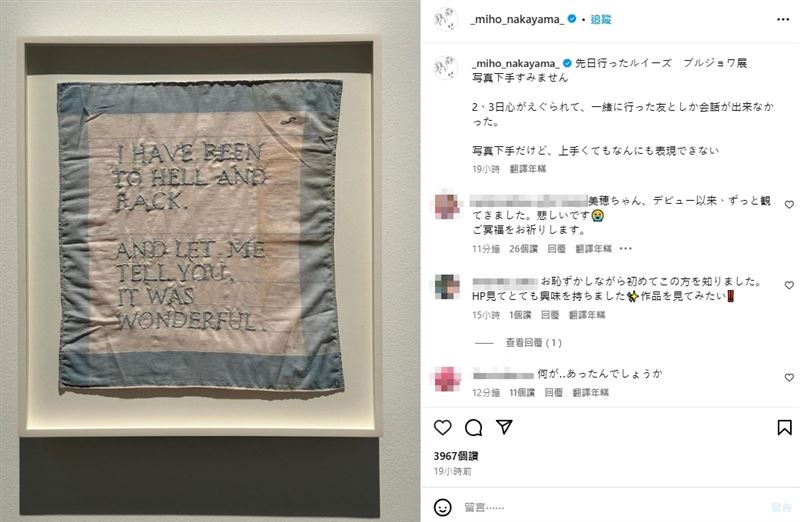 I HAVE BEEN
TO HELL AND
BACK.
AND LET ME
TELL YOU,
IT WAS
WONDERFUL.
_miho_nakayama_ • 追蹤
_miho_nakayama_ 先日行ったルイーズ ブルジョワ展
写真下手すみません
2、3日心がえぐられて、一緒に行った友としか会話が出来なか
った。
写真下手だけど、上手くてもなんにも表現できない
19小時 翻譯年糕
美穂ちゃん、デビュー以来、ずっと観
てきました。悲しいです😭
ご冥福をお祈りします。
11分鐘 26個讚 回覆 翻譯年糕 •••
お恥ずかしながら初めてこの方を知りました。
HP見てとても興味を持ちました✨作品を見てみたい‼️
15小時 1個讚 回覆 翻譯年糕
查看回覆 (1)
何が..あったんでしょうか
12分鐘 11個讚 回覆 翻譯年糕
3967個讚
19小時前
留言……
發佈